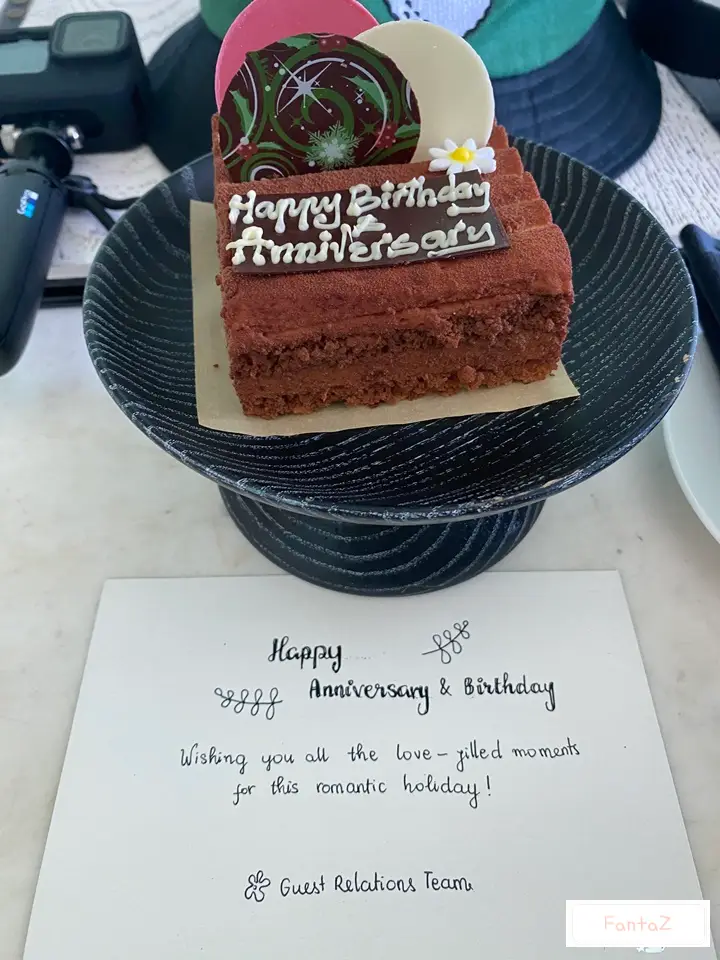 Happy Birthday
&
Anniversary
Happy
Anniversary & Birthday
Wishing you all the love - filled moments
for this romantic holiday!
Guest Relations Team
FantaZ